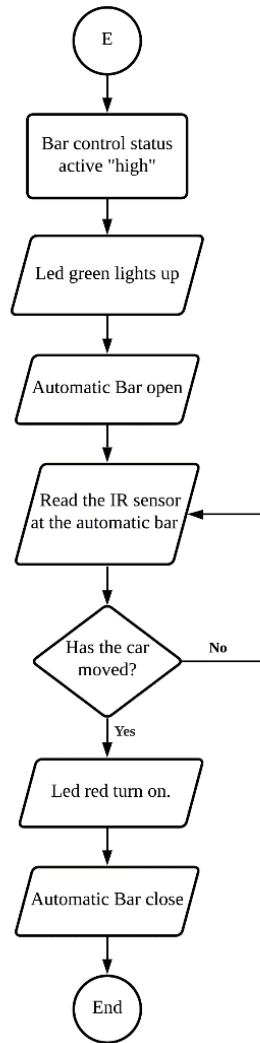 E
Bar control status
active "high"
Led green lights up
Automatic Bar open
Read the IR sensor
at the automatic bar
Has the car
moved?
No
Yes
Led red turn on.
Automatic Bar close
End